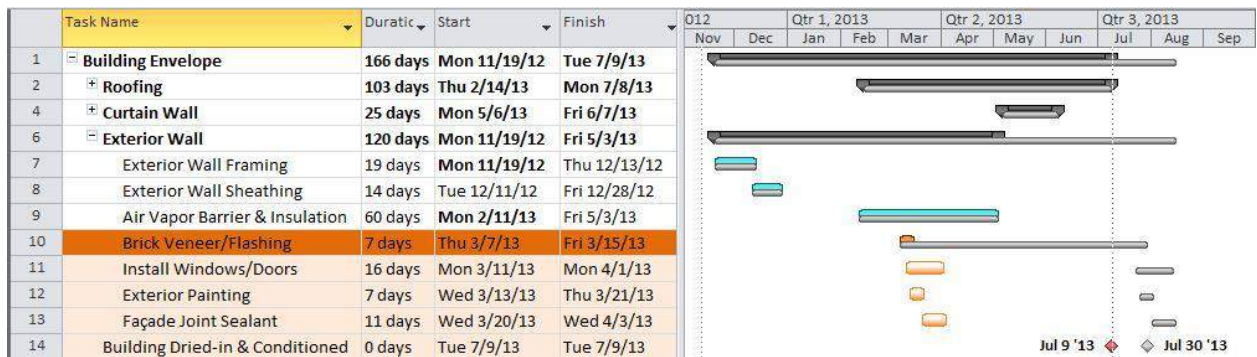 Task Name Duratic Start Finish 012 Qtr 1, 2013 Qtr 2, 2013 Qtr 3, 2013
Nov Dec Jan Feb Mar Apr May Jun Jul Aug Sep
1 Building Envelope 166 days Mon 11/19/12 Tue 7/9/13
2 Roofing 103 days Thu 2/14/13 Mon 7/8/13
4 Curtain Wall 25 days Mon 5/6/13 Fri 6/7/13
6 Exterior Wall 120 days Mon 11/19/12 Fri 5/3/13
7 Exterior Wall Framing 19 days Mon 11/19/12 Thu 12/13/12
8 Exterior Wall Sheathing 14 days Tue 12/11/12 Fri 12/28/12
9 Air Vapor Barrier & Insulation 60 days Mon 2/11/13 Fri 5/3/13
10 Brick Veneer/Flashing 7 days Thu 3/7/13 Fri 3/15/13
11 Install Windows/Doors 16 days Mon 3/11/13 Mon 4/1/13
12 Exterior Painting 7 days Wed 3/13/13 Thu 3/21/13
13 Façade Joint Sealant 11 days Wed 3/20/13 Wed 4/3/13
14 Building Dried-in & Conditioned 0 days Tue 7/9/13 Tue 7/9/13 Jul 9 '13 Jul 30 '13